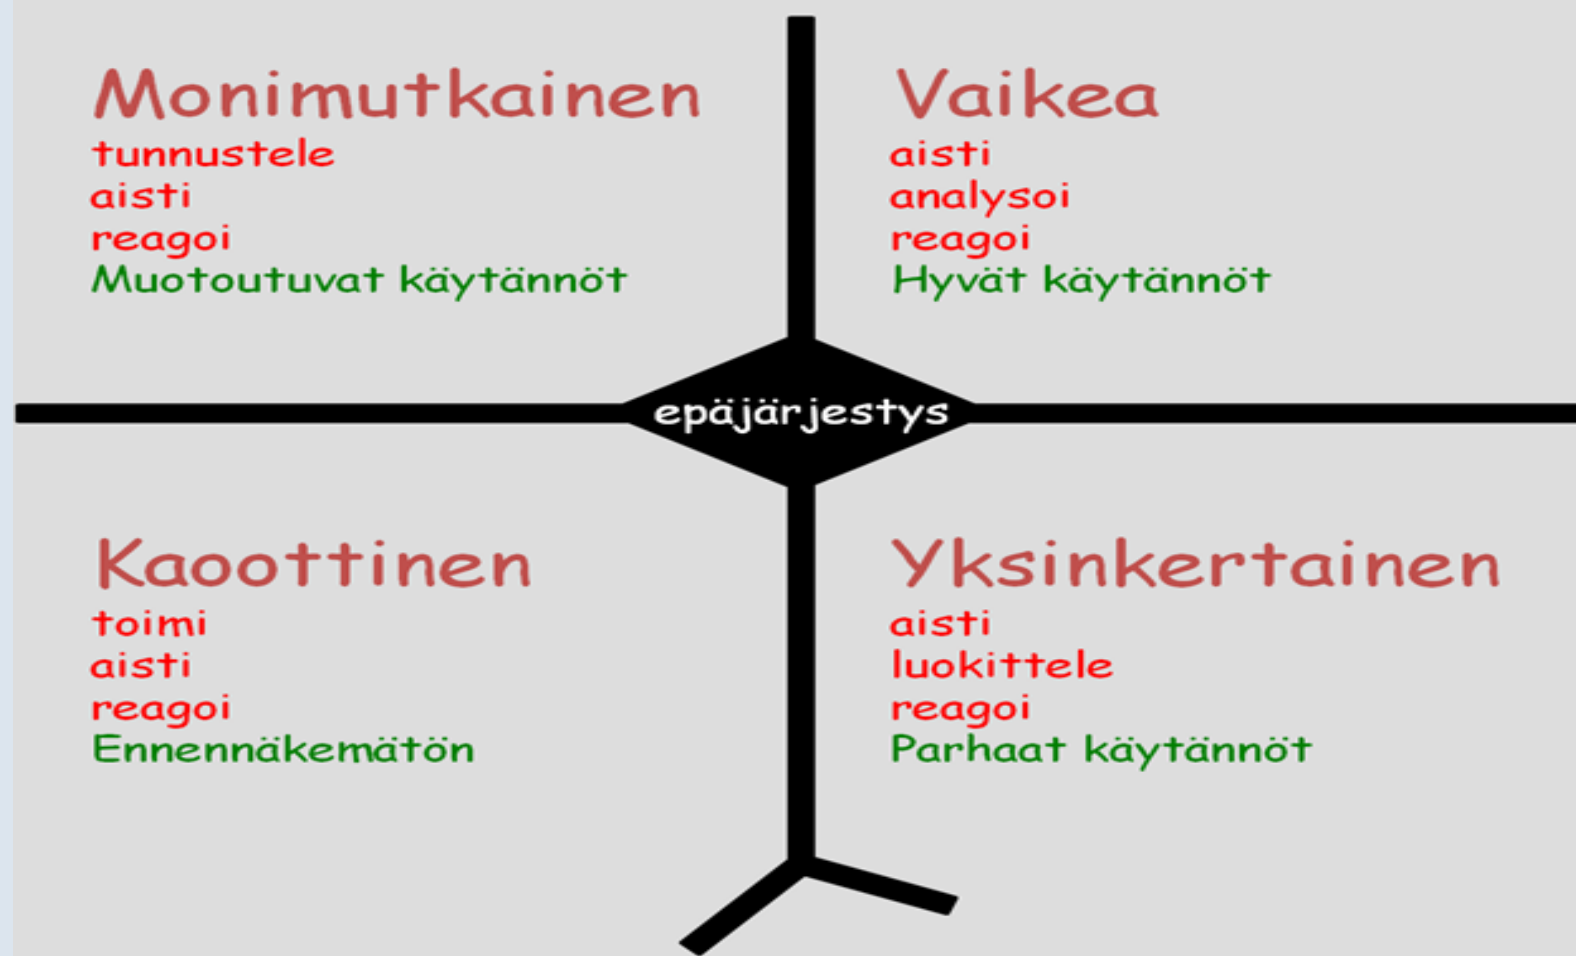 Monimutkainen
tunnustele
aisti
reagoi
Muotoutuvat käytännöt
Vaikea
aisti
analysoi
reagoi
Hyvät käytännöt
epäjärjestys
Kaoottinen
toimi
aisti
reagoi
Ennennäkemätön
Yksinkertainen
aisti
luokittele
reagoi
Parhaat käytännöt